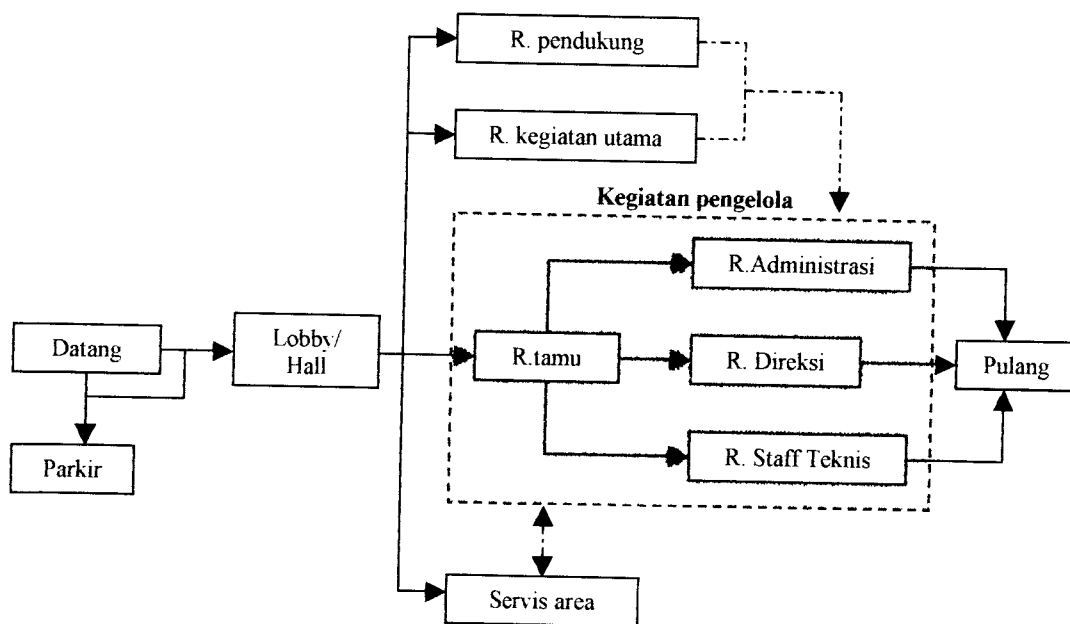 R. pendukung
R. kegiatan utama
Kegiatan pengelola
R.Administrasi
Datang
Lobby/
Hall
R.tamu
R. Direksi
Pulang
Parkir
R. Staff Teknis
Servis area